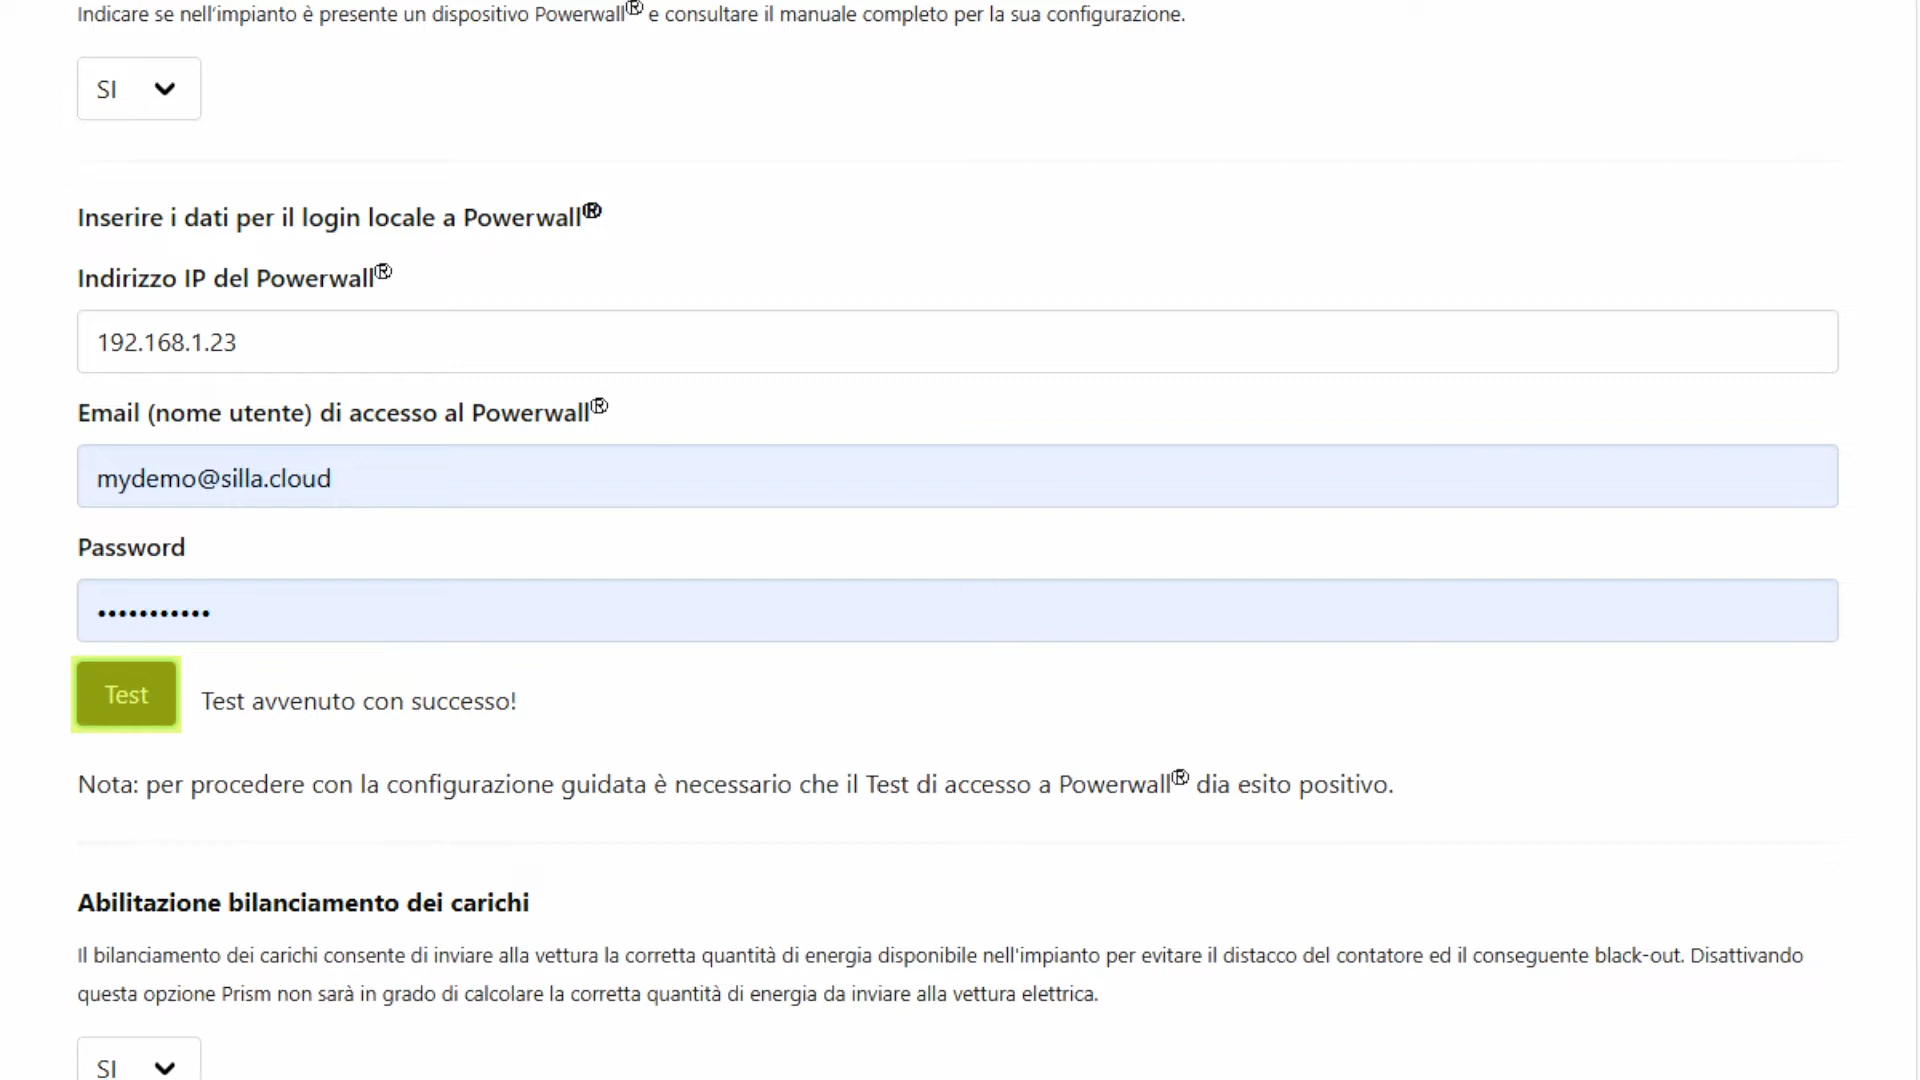 Indicare se nell'impianto è presente un dispositivo Powerwall® e consultare il manuale completo per la sua configurazione.
SI
Inserire i dati per il login locale a Powerwall®
Indirizzo IP del Powerwall®
192.168.1.23
Email (nome utente) di accesso al Powerwall®
mydemo@silla.cloud
Password
•••••••••••
Test
Test avvenuto con successo!
Nota: per procedere con la configurazione guidata è necessario che il Test di accesso a Powerwall® dia esito positivo.
Abilitazione bilanciamento dei carichi
Il bilanciamento dei carichi consente di inviare alla vettura la corretta quantità di energia disponibile nell'impianto per evitare il distacco del contatore ed il conseguente black-out. Disattivando
questa opzione Prism non sarà in grado di calcolare la corretta quantità di energia da inviare alla vettura elettrica.
SI